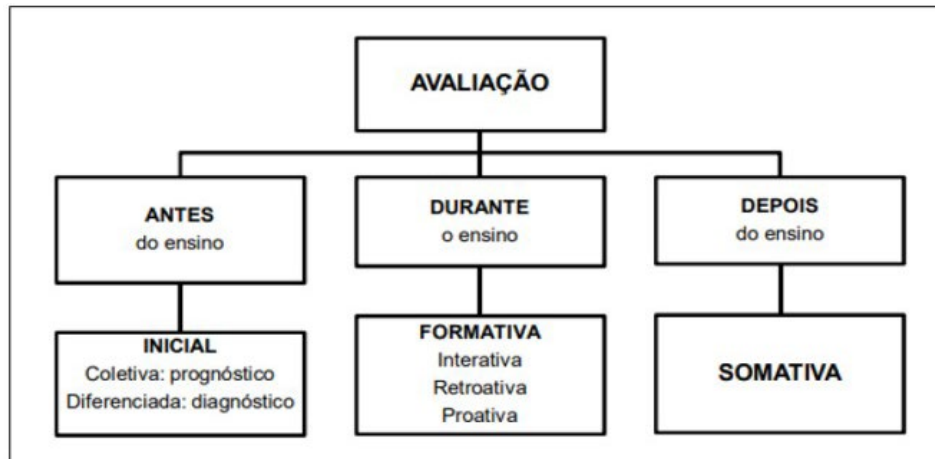 AVALIAÇÃO
ANTES
do ensino
DURANTE
o ensino
DEPOIS
do ensino
INICIAL
Coletiva: prognóstico
Diferenciada: diagnóstico
FORMATIVA
Interativa
Retroativa
Proativa
SOMATIVA